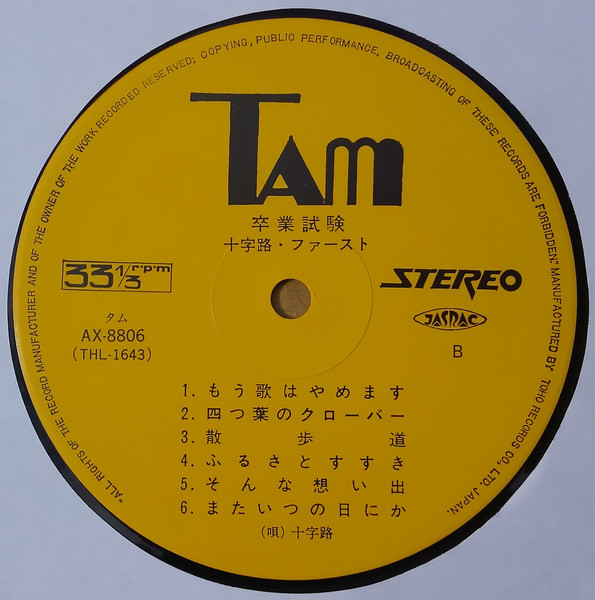 "ALL RIGHTS OF THE RECORD MANUFACTURER AND OF THE OWNER OF THE WORK RECORDED RESERVED; COPYING, PUBLIC PERFORMANCE, BROADCASTING OF THESE RECORDS ARE FORBIDDEN." MANUFACTURED BY TOHO RECORDS CO., LTD. JAPAN.
TAM
卒業試験
十字路・ファースト
33 1/3 r·p·m
STEREO
タム
JASRAC
AX-8806
B
(THL-1643)
1. もう歌はやめます
2. 四つ葉のクローバー
3. 散歩道
4. ふるさとすすき
5. そんな想い出
6. またいつの日にか
(唄) 十字路